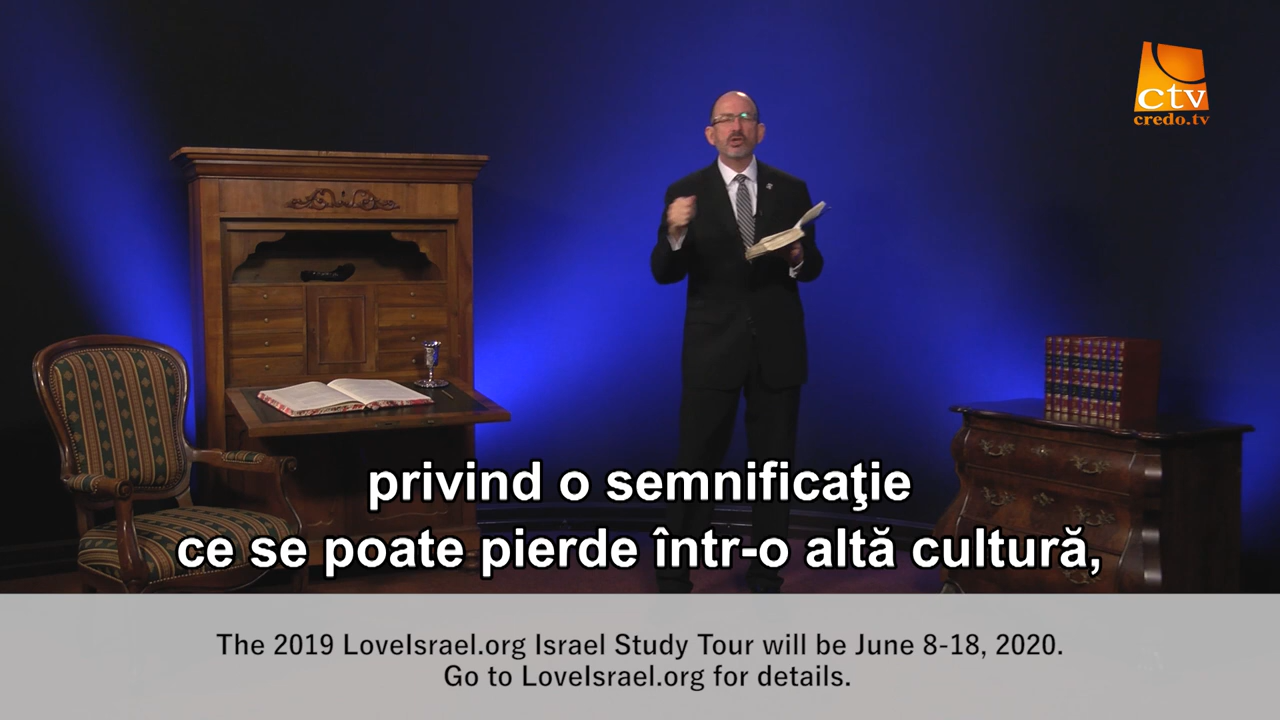 ctv
credo.tv
privind o semnificaţie
ce se poate pierde într-o altă cultură,
The 2019 LoveIsrael.org Israel Study Tour will be June 8-18, 2020.
Go to LoveIsrael.org for details.